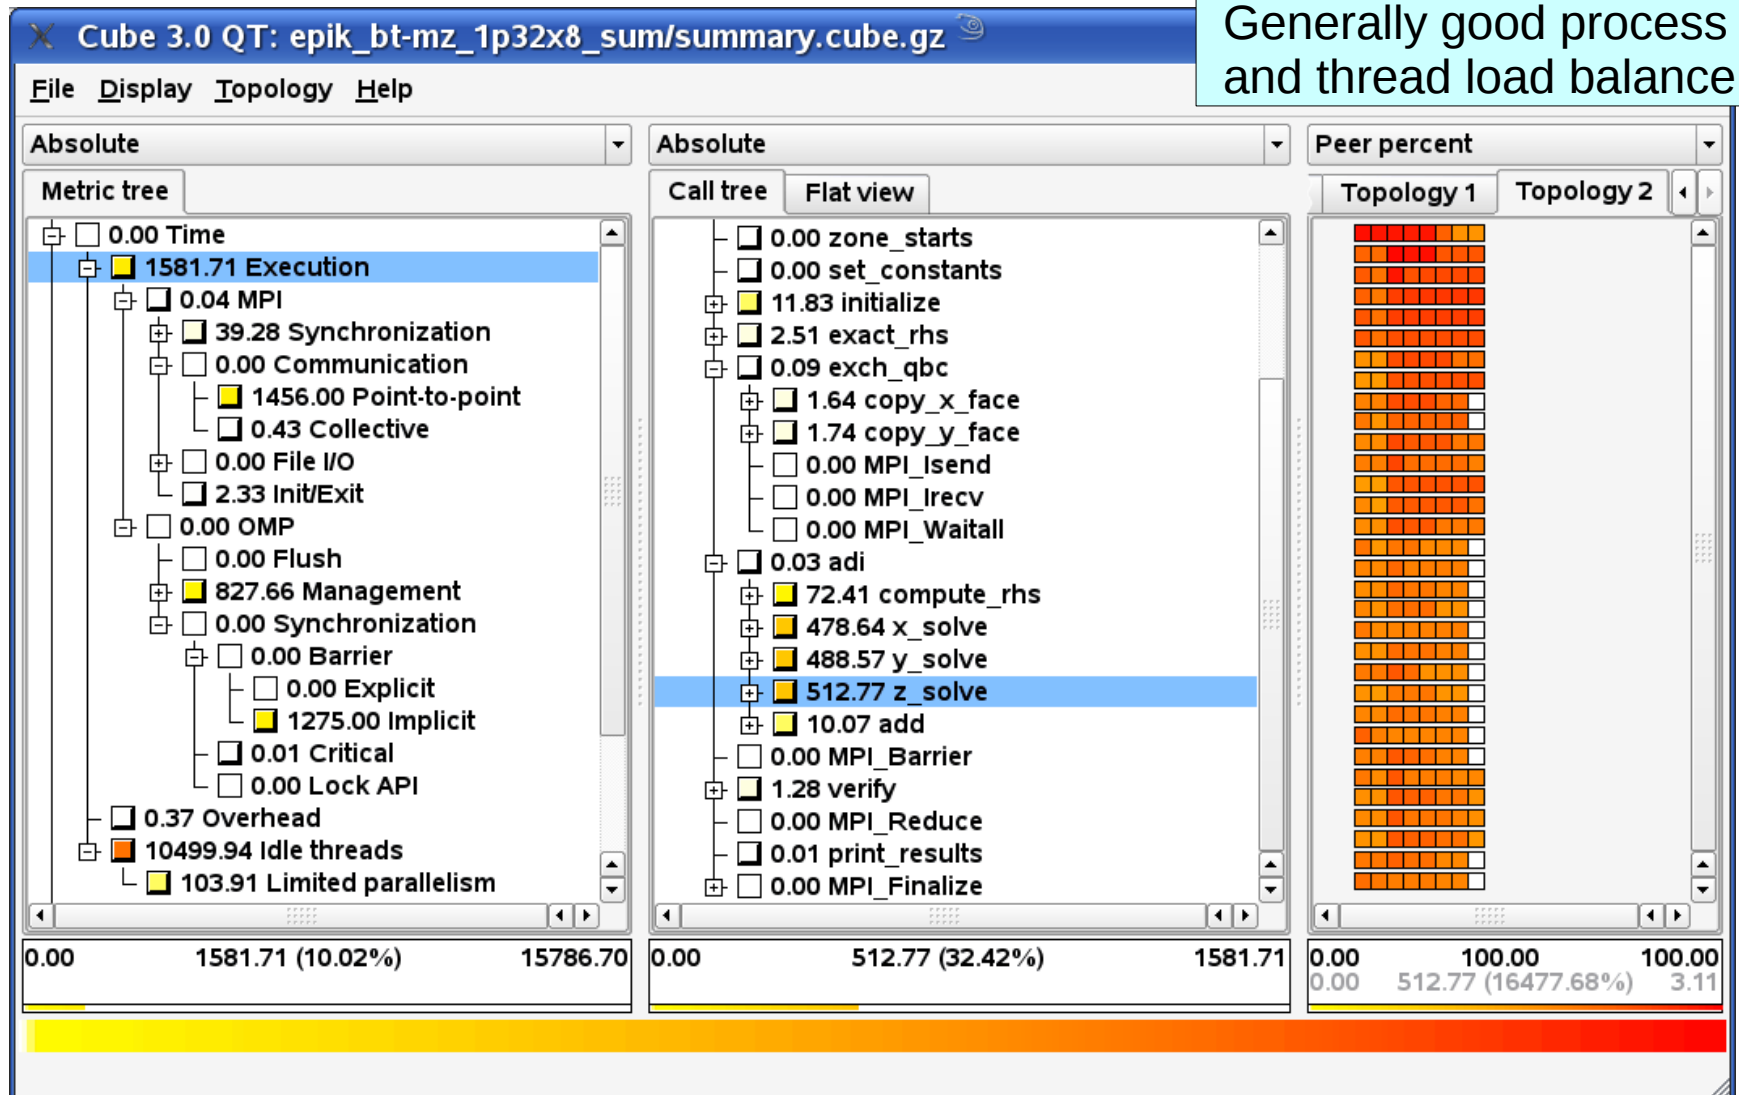 Cube 3.0 QT: epik_bt-mz_1p32x8_sum/summary.cube.gz
Generally good process
and thread load balance
File Display Topology Help
Absolute
Metric tree
0.00 Time
1581.71 Execution
0.04 MPI
39.28 Synchronization
0.00 Communication
1456.00 Point-to-point
0.43 Collective
0.00 File I/O
2.33 Init/Exit
0.00 OMP
0.00 Flush
827.66 Management
0.00 Synchronization
0.00 Barrier
0.00 Explicit
1275.00 Implicit
0.01 Critical
0.00 Lock API
0.37 Overhead
10499.94 Idle threads
103.91 Limited parallelism
0.00 1581.71 (10.02%) 15786.70
Absolute
Call tree Flat view
0.00 zone_starts
0.00 set_constants
11.83 initialize
2.51 exact_rhs
0.09 exch_qbc
1.64 copy_x_face
1.74 copy_y_face
0.00 MPI_Isend
0.00 MPI_Irecv
0.00 MPI_Waitall
0.03 adi
72.41 compute_rhs
478.64 x_solve
488.57 y_solve
512.77 z_solve
10.07 add
0.00 MPI_Barrier
1.28 verify
0.00 MPI_Reduce
0.01 print_results
0.00 MPI_Finalize
0.00 512.77 (32.42%) 1581.71
Peer percent
Topology 1 Topology 2
0.00 100.00 100.00
0.00 512.77 (16477.68%) 3.11